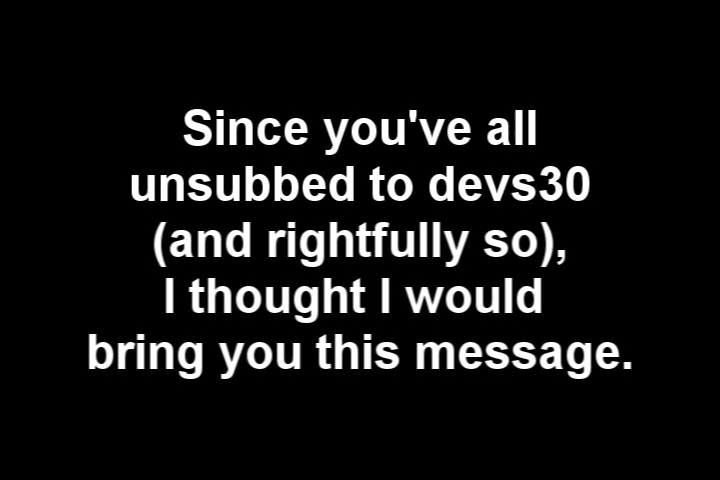 Since you've all
unsubbed to devs30
(and rightfully so),
I thought I would
bring you this message.